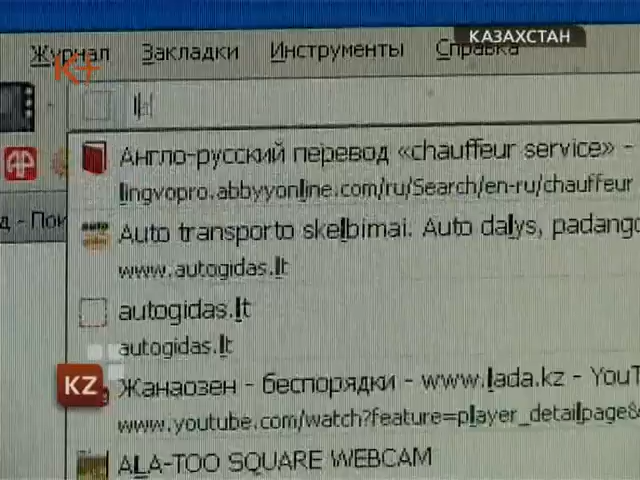 КАЗАХСТАН
Журнал Закладки Инструменты Справка
K+
Англо-русский перевод «chauffeur service» -
lingvopro.abbyyonline.com/ru/Search/en-ru/chauffeur
д - Пои
Auto transporto skelbimai. Auto dalys, padango
www.autogidas.lt
autogidas.lt
autogidas.lt
KZ
Жанаозен - беспорядки - www.lada.kz - YouT
www.youtube.com/watch?feature=player_detailpage&
ALA-TOO SQUARE WEBCAM